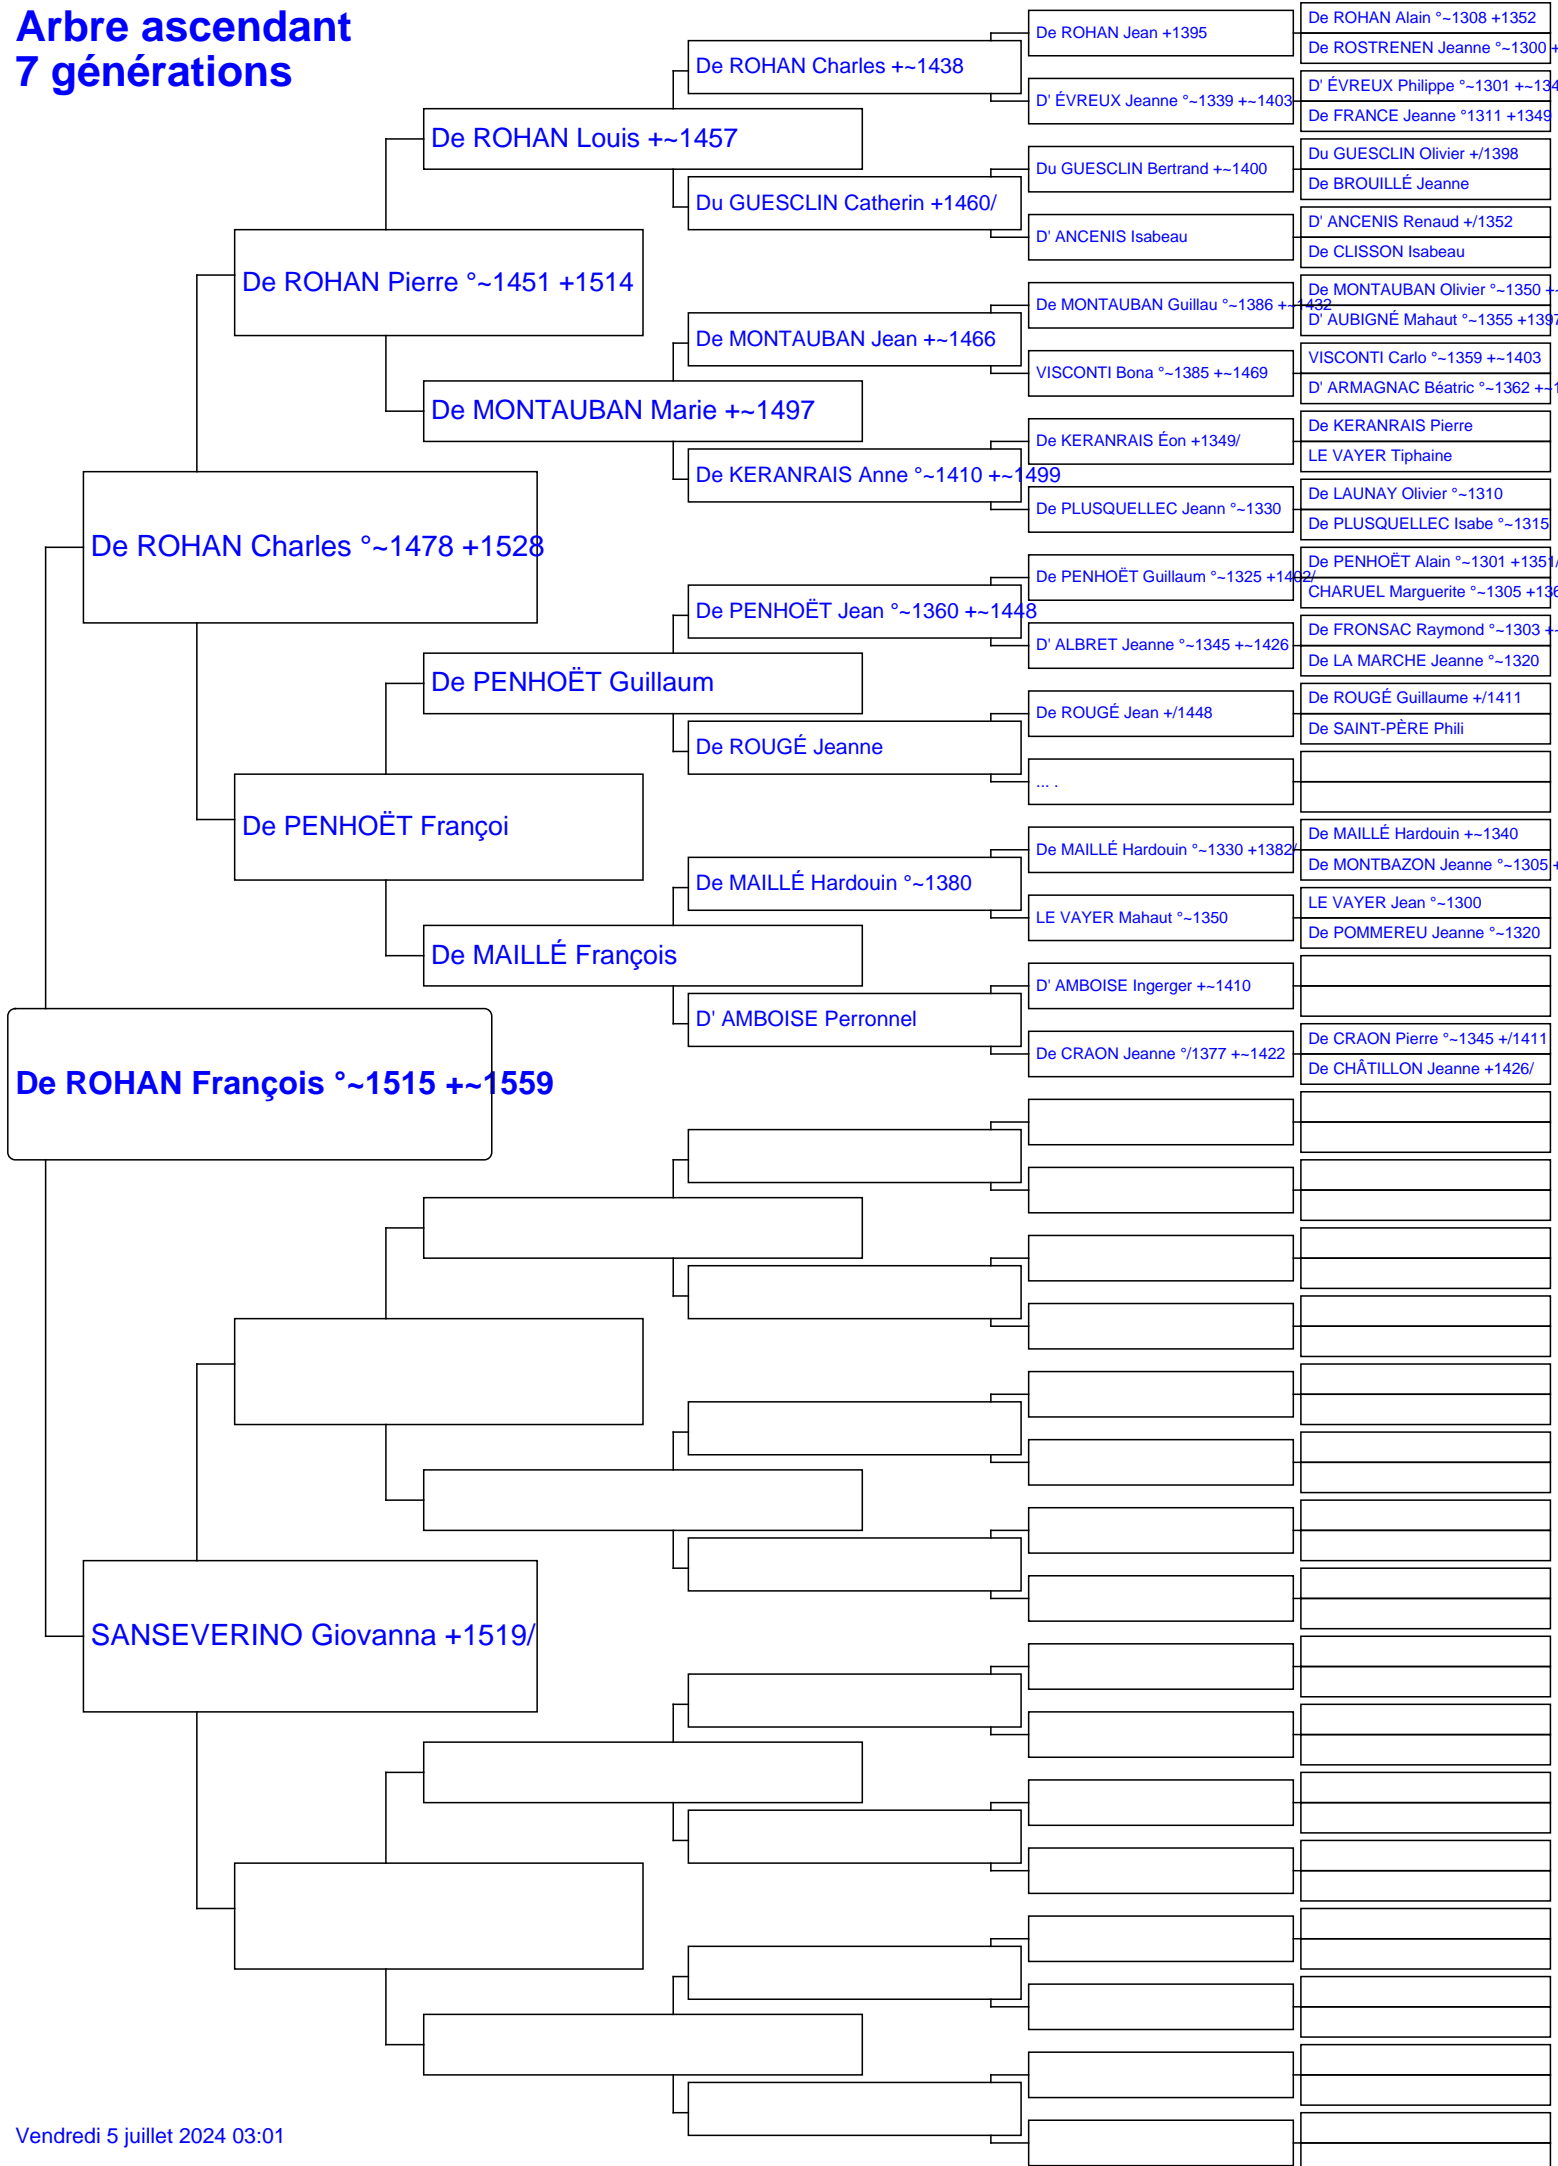 Arbre ascendant
7 générations
De ROHAN François °~1515 +~1559
De ROHAN Charles °~1478 +1528
SANSEVERINO Giovanna +1519/
De ROHAN Pierre °~1451 +1514
De PENHOËT Françoi
De ROHAN Louis +~1457
De MONTAUBAN Marie +~1497
De PENHOËT Guillaum
De MAILLÉ François
De ROHAN Charles +~1438
Du GUESCLIN Catherin +1460/
De MONTAUBAN Jean +~1466
De KERANRAIS Anne °~1410 +~1499
De PENHOËT Jean °~1360 +~1448
De ROUGÉ Jeanne
De MAILLÉ Hardouin °~1380
D' AMBOISE Perronnel
De ROHAN Jean +1395
D' ÉVREUX Jeanne °~1339 +~1403
Du GUESCLIN Bertrand +~1400
D' ANCENIS Isabeau
De MONTAUBAN Guillau °~1386 +~1432
VISCONTI Bona °~1385 +~1469
De KERANRAIS Éon +1349/
De PLUSQUELLEC Jeann °~1330
De PENHOËT Guillaum °~1325 +1402/
D' ALBRET Jeanne °~1345 +~1426
De ROUGÉ Jean +/1448
... .
De MAILLÉ Hardouin °~1330 +1382/
LE VAYER Mahaut °~1350
D' AMBOISE Ingerger +~1410
De CRAON Jeanne °/1377 +~1422
De ROHAN Alain °~1308 +1352
De ROSTRENEN Jeanne °~1300 +
D' ÉVREUX Philippe °~1301 +~134
De FRANCE Jeanne °1311 +1349
Du GUESCLIN Olivier +/1398
De BROUILLÉ Jeanne
D' ANCENIS Renaud +/1352
De CLISSON Isabeau
De MONTAUBAN Olivier °~1350 +~
D' AUBIGNÉ Mahaut °~1355 +1397
VISCONTI Carlo °~1359 +~1403
D' ARMAGNAC Béatric °~1362 +~1
De KERANRAIS Pierre
LE VAYER Tiphaine
De LAUNAY Olivier °~1310
De PLUSQUELLEC Isabe °~1315
De PENHOËT Alain °~1301 +1351/
CHARUEL Marguerite °~1305 +136
De FRONSAC Raymond °~1303 +~
De LA MARCHE Jeanne °~1320
De ROUGÉ Guillaume +/1411
De SAINT-PÈRE Phili
De MAILLÉ Hardouin +~1340
De MONTBAZON Jeanne °~1305 +
LE VAYER Jean °~1300
De POMMEREU Jeanne °~1320
De CRAON Pierre °~1345 +/1411
De CHÂTILLON Jeanne +1426/
Vendredi 5 juillet 2024 03:01